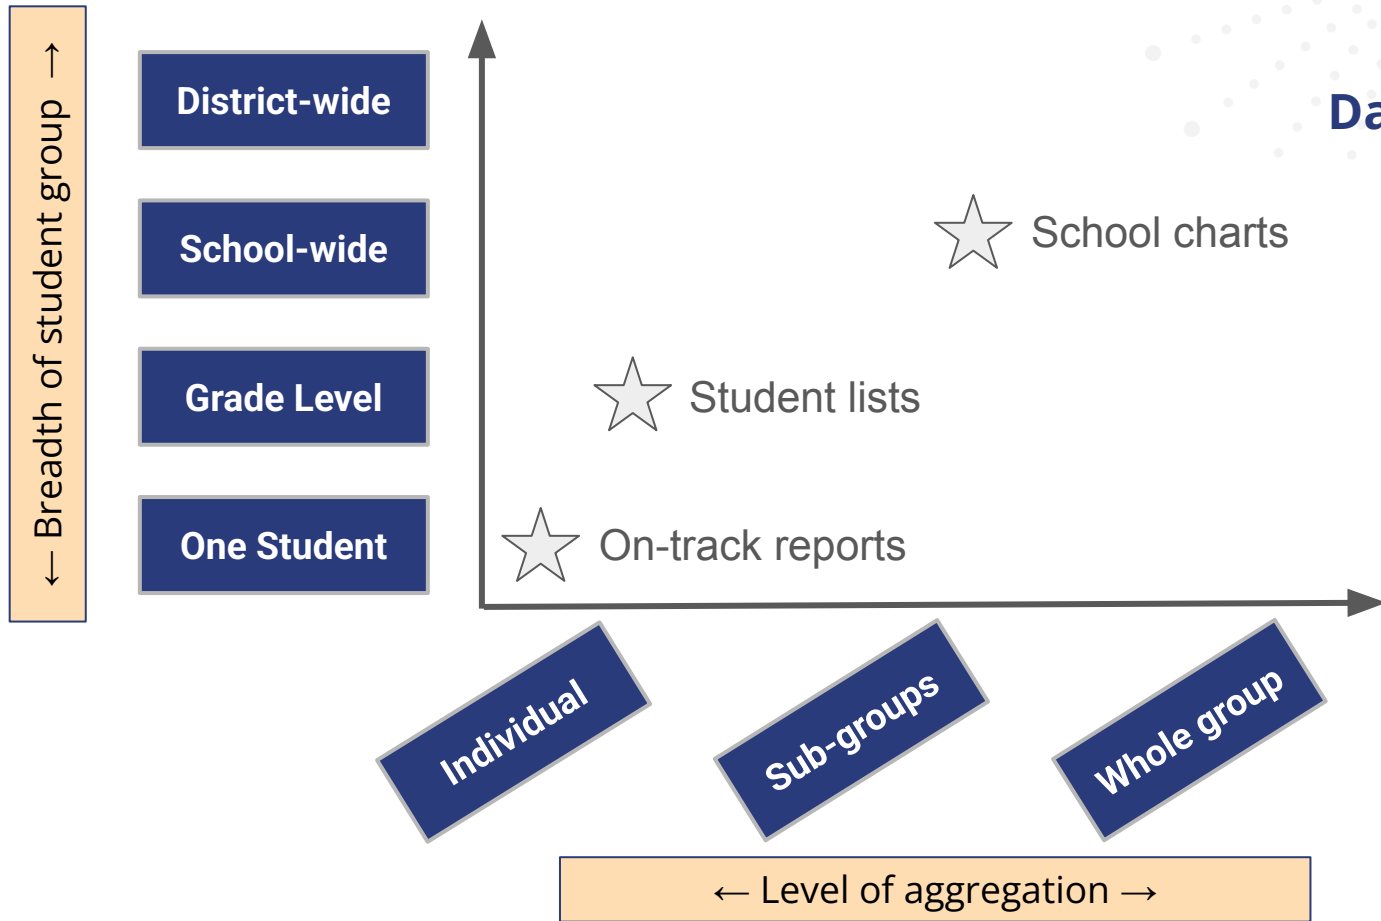 ← Breadth of student group →
District-wide
School-wide
Grade Level
One Student
Da
School charts
Student lists
On-track reports
Individual
Sub-groups
Whole group
← Level of aggregation →